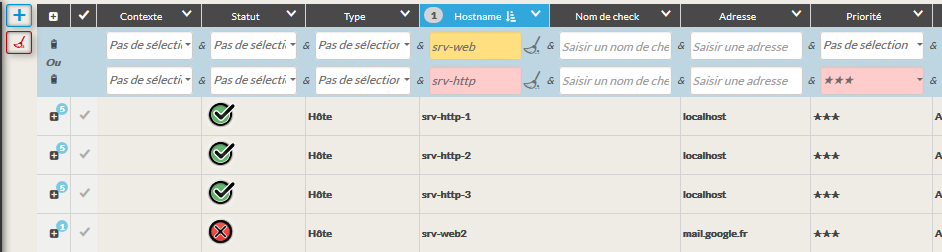 Contexte Statut Type 1 Hostname Nom de check Adresse Priorité
Pas de sélecti & Pas de sélecti & Pas de sélection & srv-web & Saisir un nom de che & Saisir une adresse & Pas de sélection &
Ou
Pas de sélecti & Pas de sélecti & Pas de sélection & srv-http & Saisir un nom de che & Saisir une adresse & ★★★ &
5 Hôte srv-http-1 localhost ★★★ A
5 Hôte srv-http-2 localhost ★★★ A
5 Hôte srv-http-3 localhost ★★★ A
1 Hôte srv-web2 mail.google.fr ★★★ A